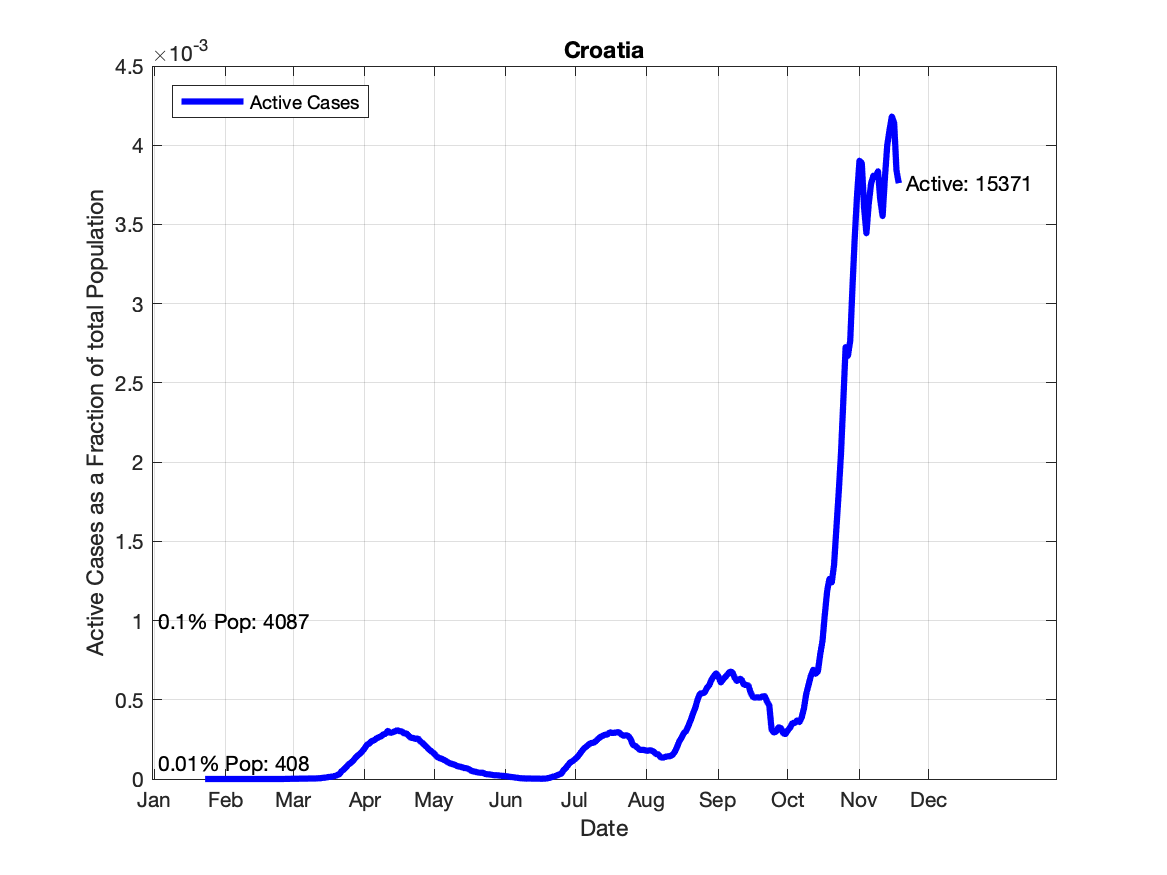 Croatia
×10-3
4.5
4
3.5
3
2.5
2
1.5
1
0.5
0
Active Cases as a Fraction of total Population
Active Cases
Active: 15371
0.1% Pop: 4087
0.01% Pop: 408
Jan Feb Mar Apr May Jun Jul Aug Sep Oct Nov Dec
Date